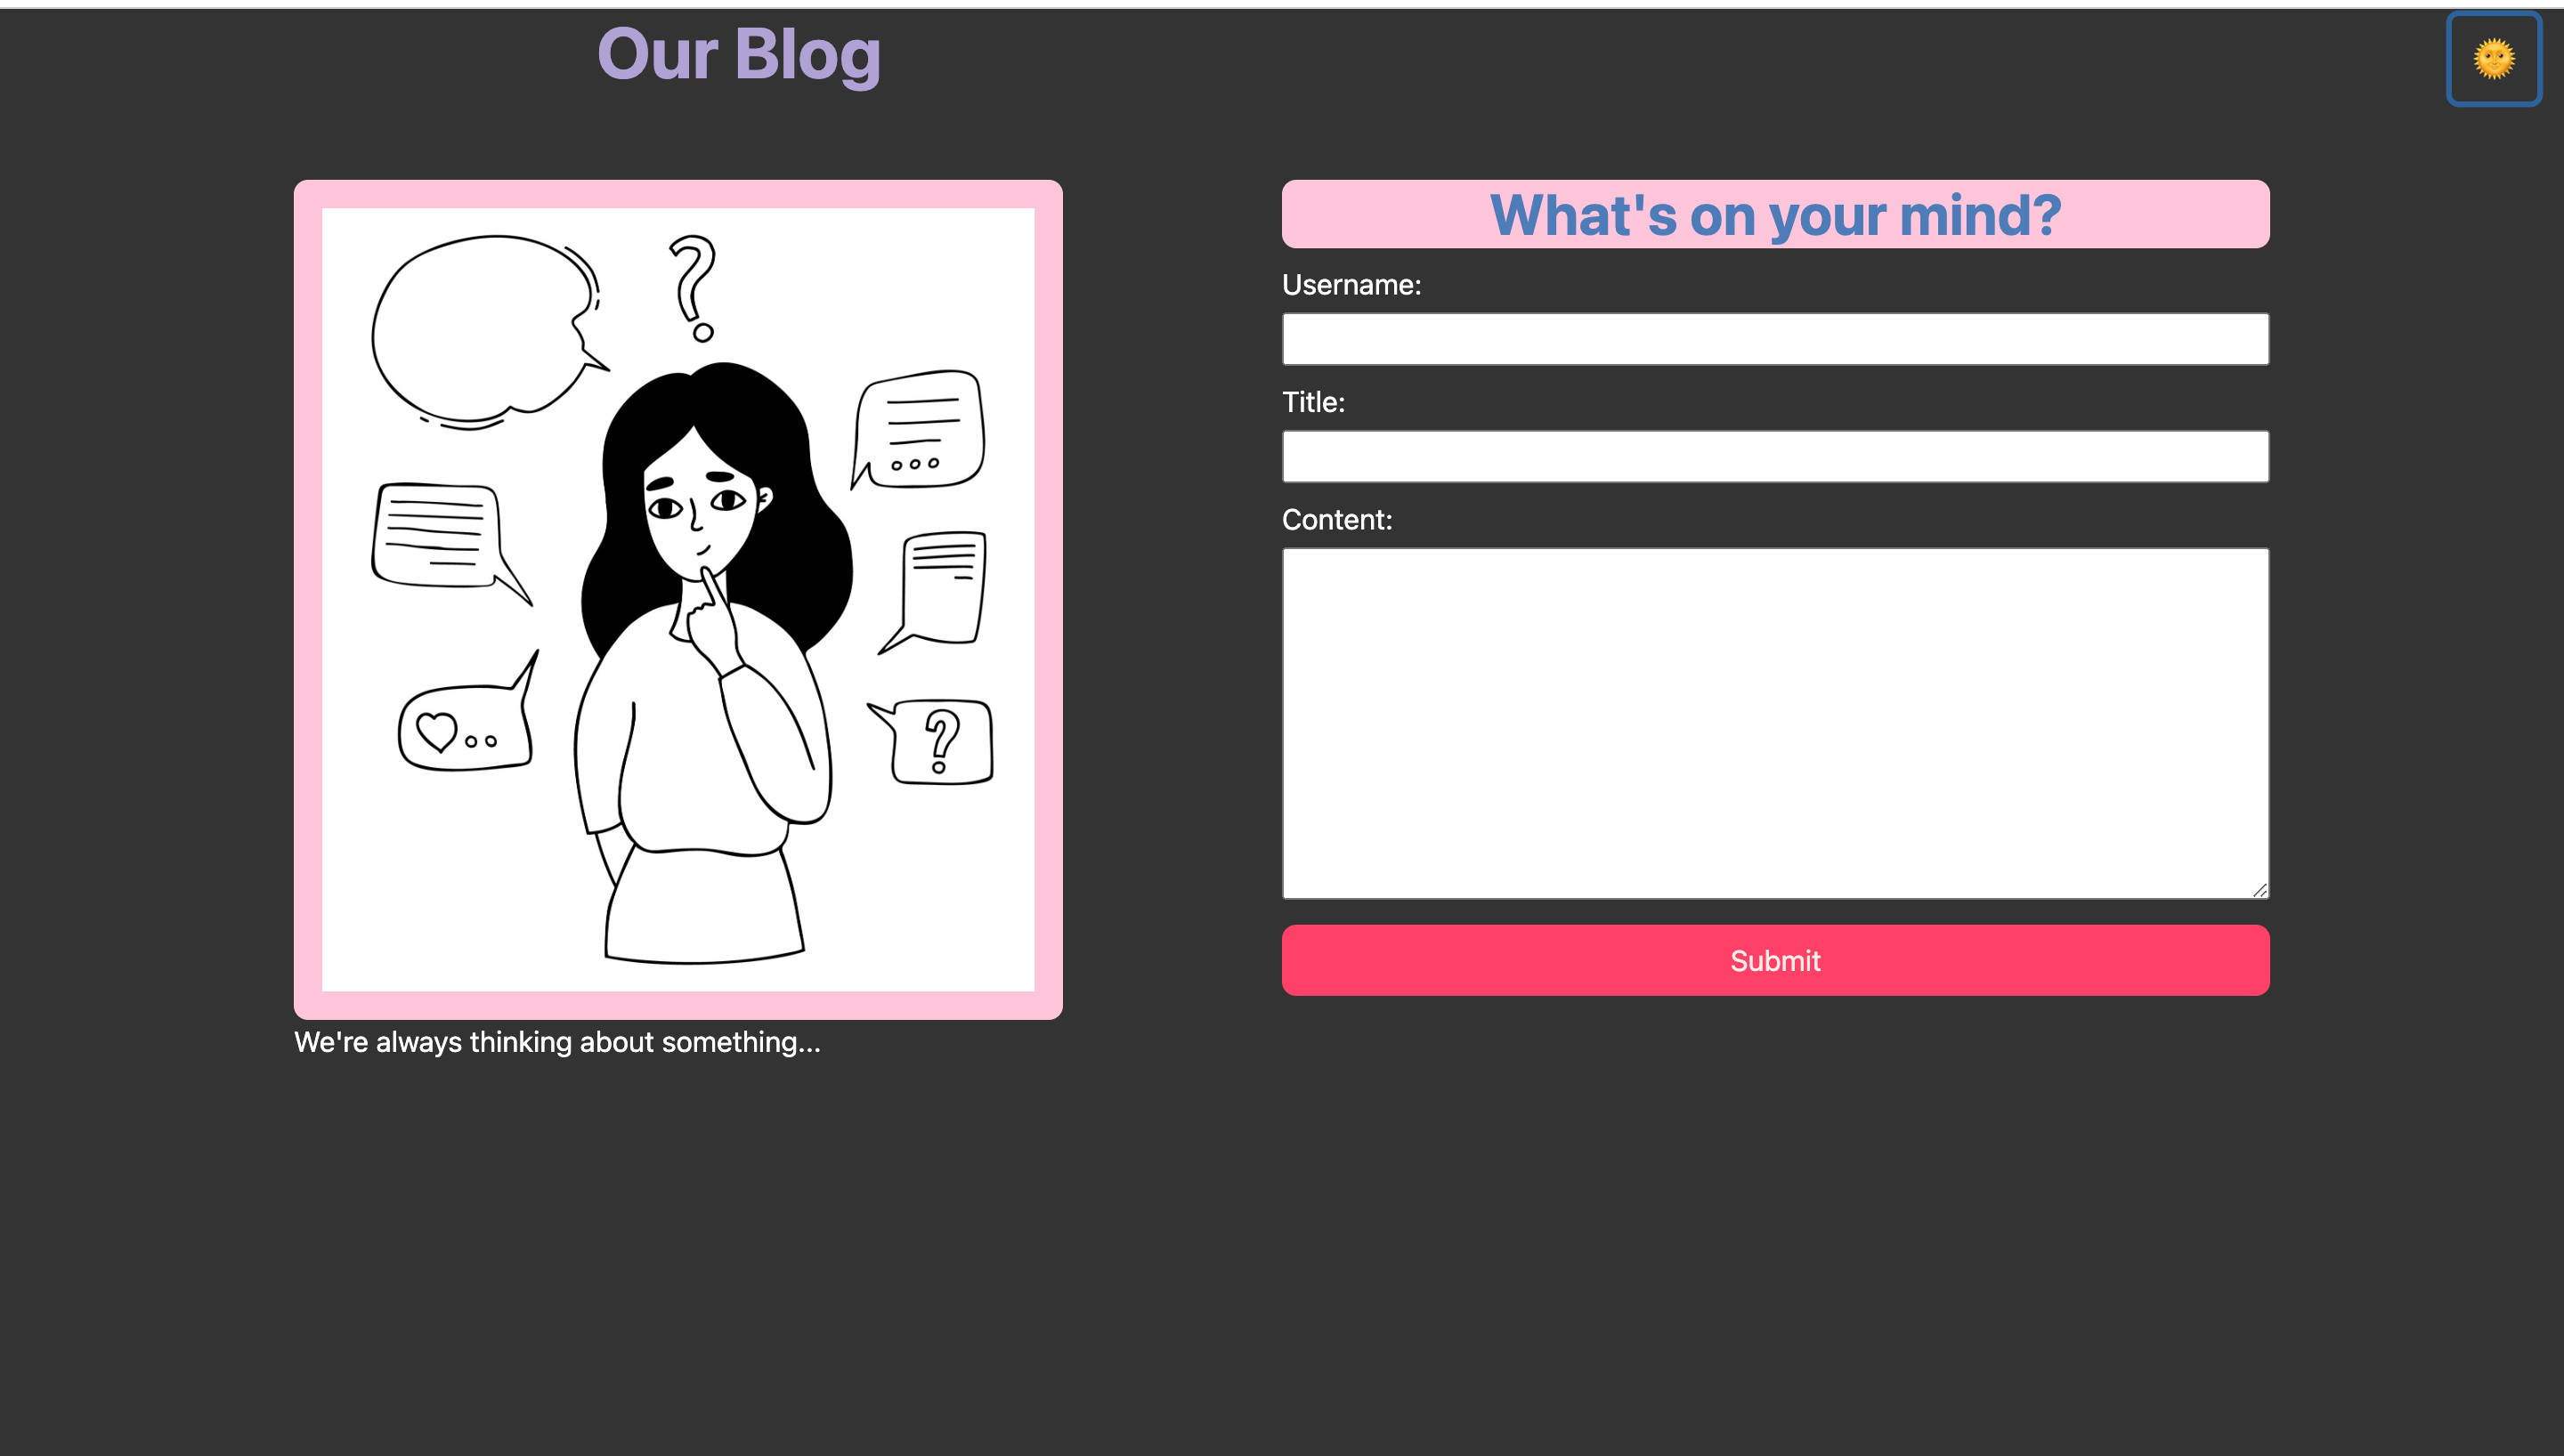 Our Blog
What's on your mind?
Username:
Title:
Content:
Submit
We're always thinking about something...